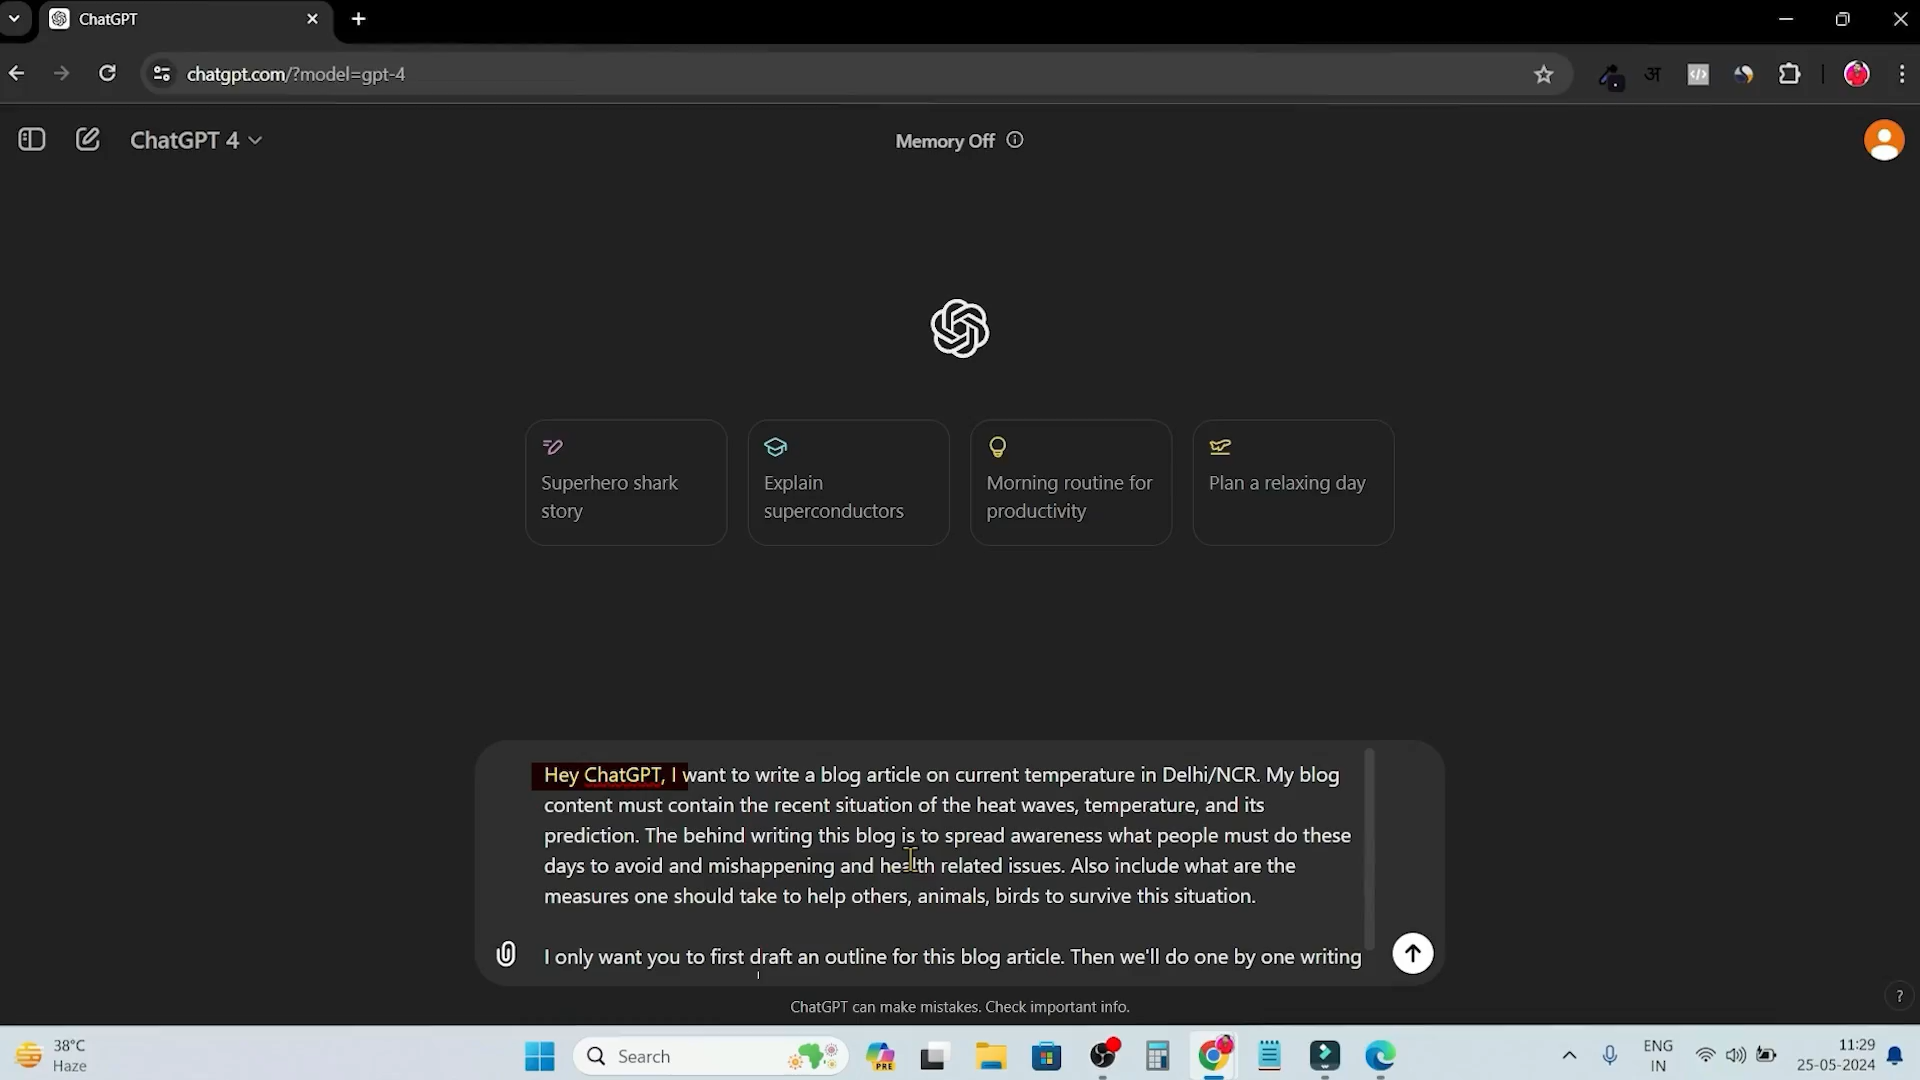 ChatGPT
chatgpt.com/?model=gpt-4
अ
ChatGPT 4
Memory Off
Superhero shark
story
Explain
superconductors
Morning routine for
productivity
Plan a relaxing day
Hey ChatGPT, I want to write a blog article on current temperature in Delhi/NCR. My blog
content must contain the recent situation of the heat waves, temperature, and its
prediction. The behind writing this blog is to spread awareness what people must do these
days to avoid and mishappening and health related issues. Also include what are the
measures one should take to help others, animals, birds to survive this situation.
I only want you to first draft an outline for this blog article. Then we'll do one by one writing
ChatGPT can make mistakes. Check important info.
?
38°C
Haze
Search
PRE
ENG
IN
11:29
25-05-2024